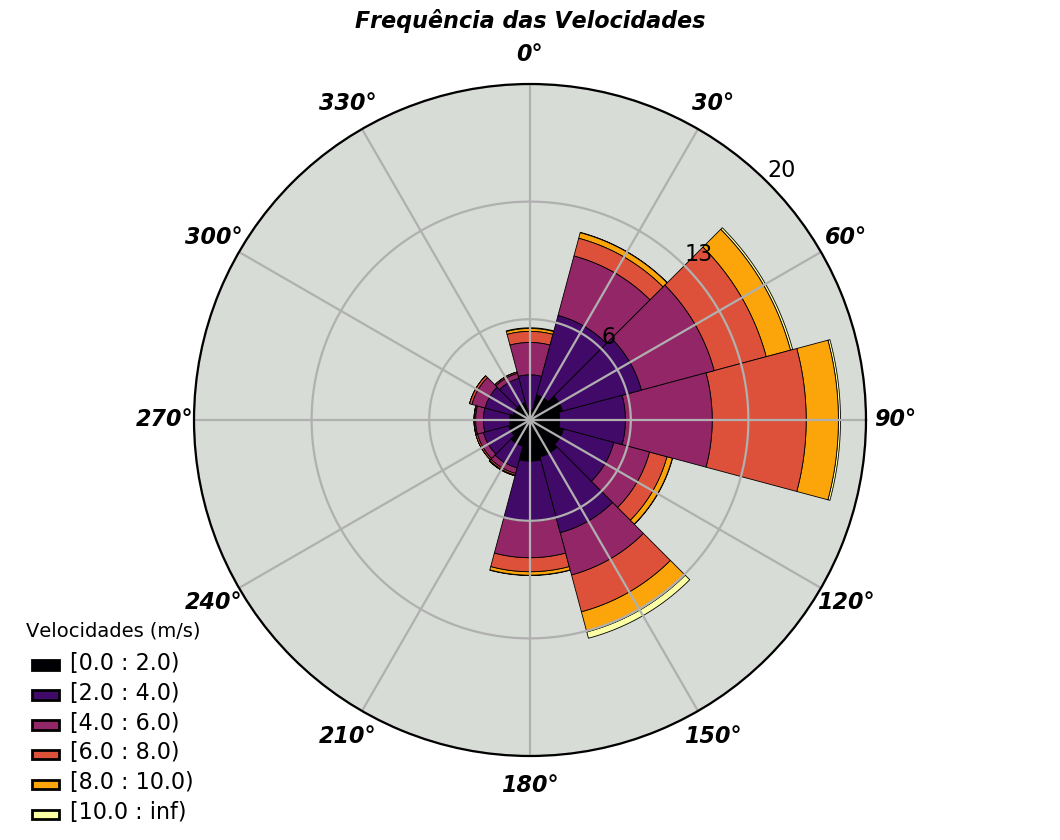 Frequência das Velocidades
0°
330°
30°
20
300°
60°
13
6
270°
90°
240°
120°
210°
150°
180°
Velocidades (m/s)
[0.0 : 2.0)
[2.0 : 4.0)
[4.0 : 6.0)
[6.0 : 8.0)
[8.0 : 10.0)
[10.0 : inf)